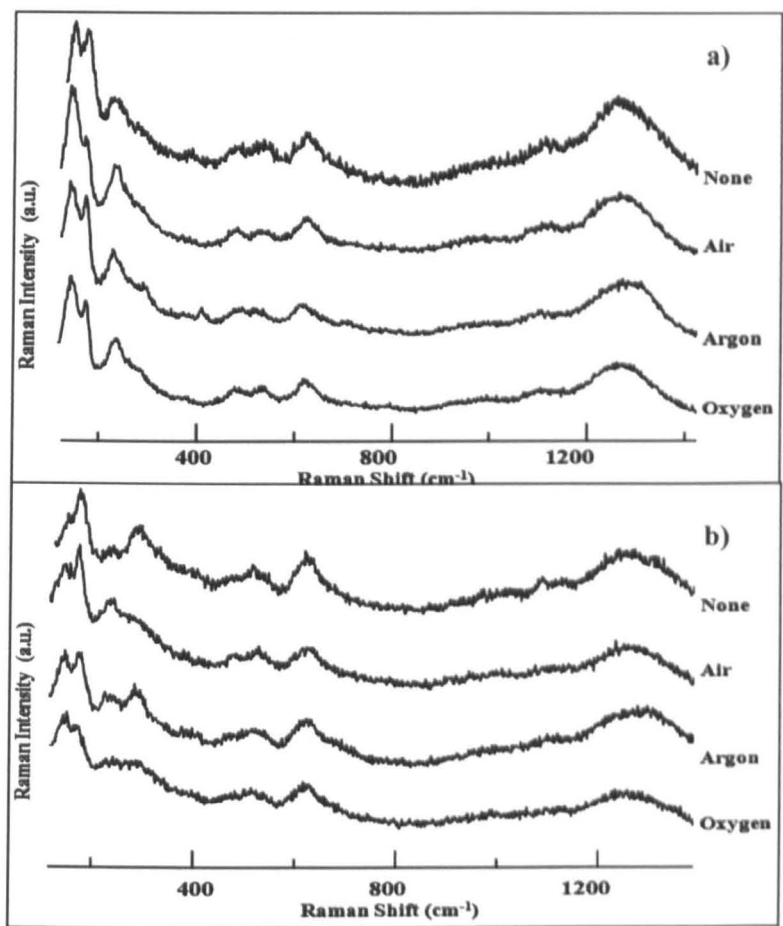 a)
None
Air
Argon
Oxygen
Raman Intensity (a.u.)
400 800 1200
Raman Shift (cm⁻¹)
b)
None
Air
Argon
Oxygen
Raman Intensity (a.u.)
400 800 1200
Raman Shift (cm⁻¹)